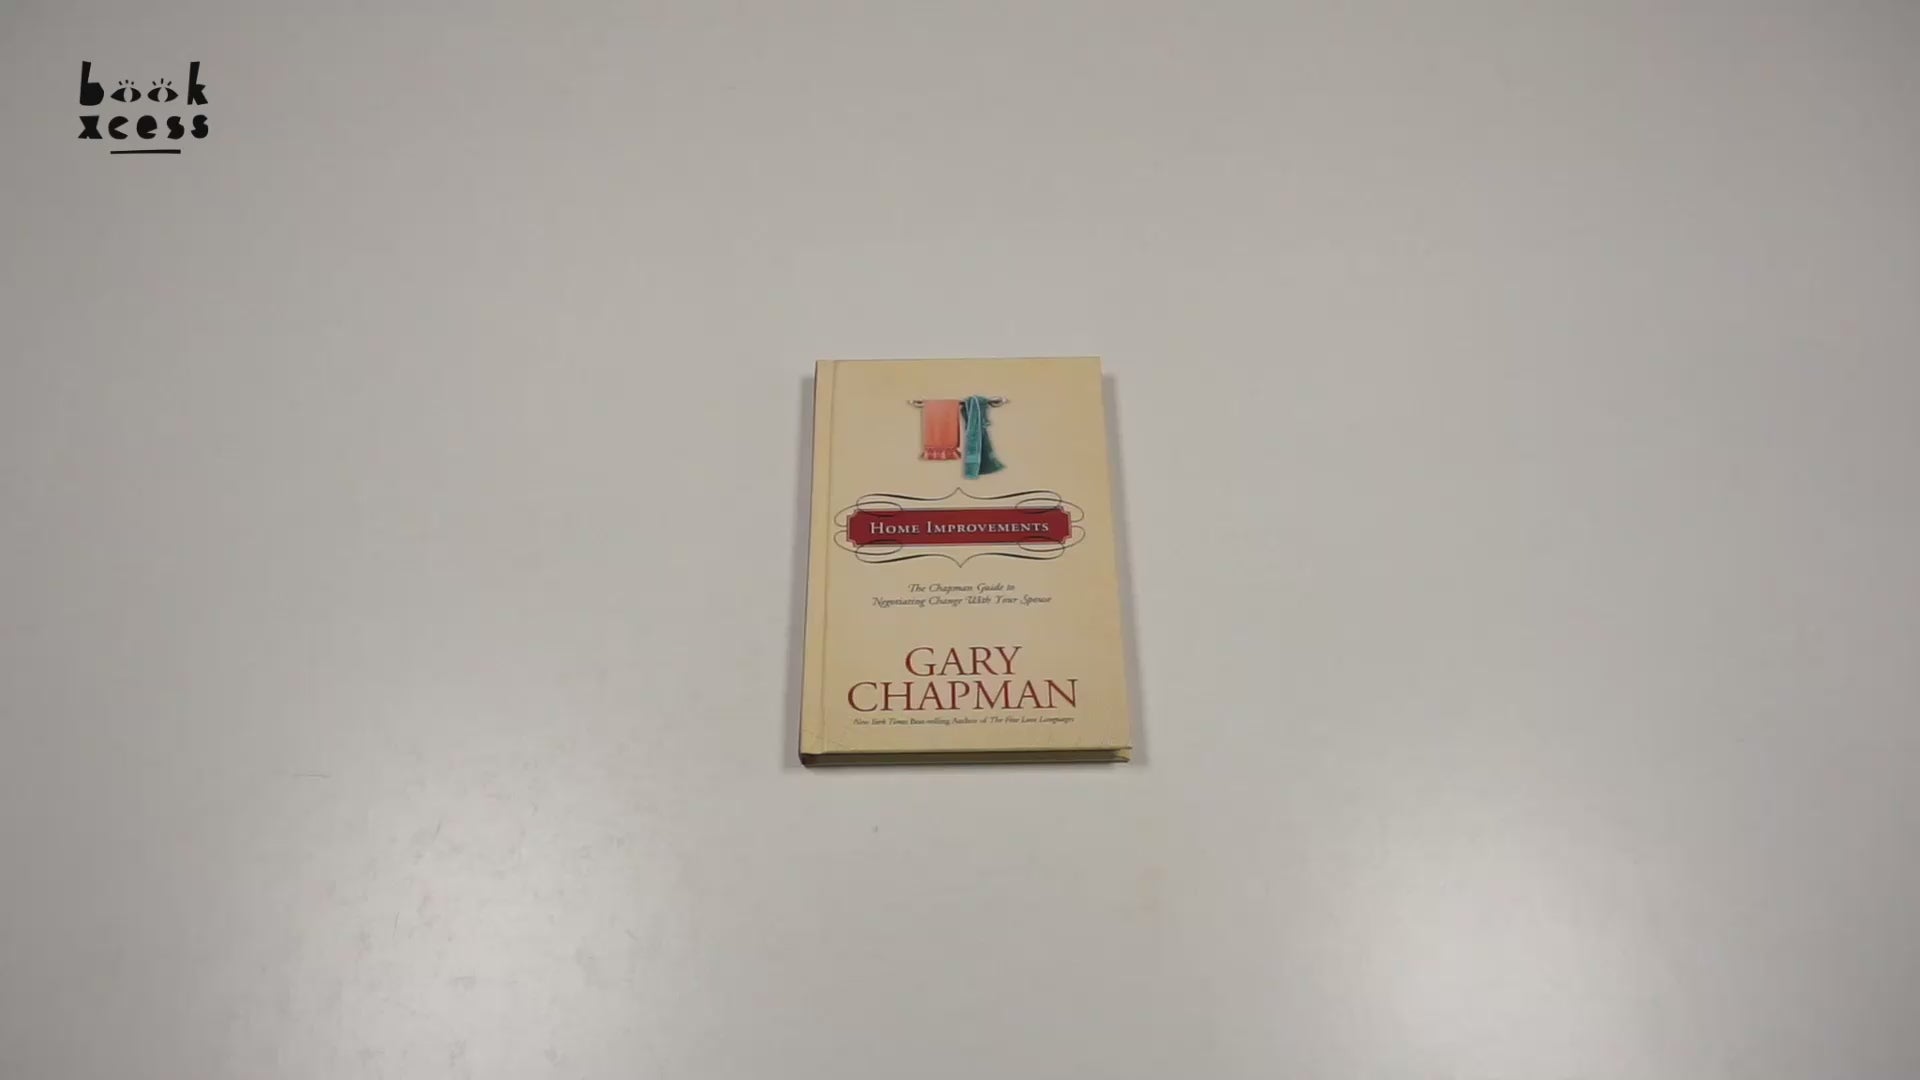 book
xcess
HOME IMPROVEMENTS
The Chapman Guide to
Negotiating Change With Your Spouse
GARY
CHAPMAN
New York Times Best-selling Author of The Five Love Languages